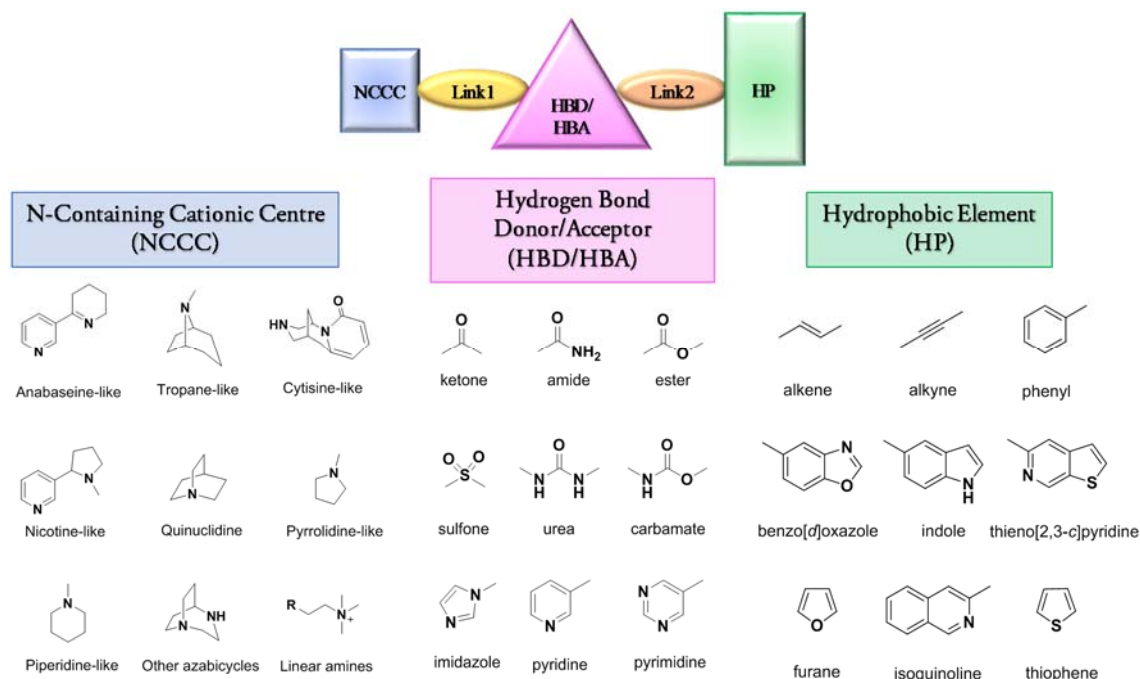 NCCC
Link1
HBD/
HBA
Link2
HP
N-Containing Cationic Centre
(NCCC)
Hydrogen Bond
Donor/Acceptor
(HBD/HBA)
Hydrophobic Element
(HP)
N
N
Anabaseine-like
N
Tropane-like
HN
N
O
Cytisine-like
O
ketone
O
NH2
amide
O
O
ester
alkene
alkyne
phenyl
N
N
Nicotine-like
N
Quinuclidine
N
Pyrrolidine-like
O O
S
sulfone
O
N N
H H
urea
O
N O
H
carbamate
N
O
benzo[d]oxazole
N
H
indole
N
S
thieno[2,3-c]pyridine
N
Piperidine-like
N
NH
Other azabicycles
R
N+
Linear amines
N
N
imidazole
N
pyridine
N
N
pyrimidine
O
furane
N
isoquinoline
S
thiophene